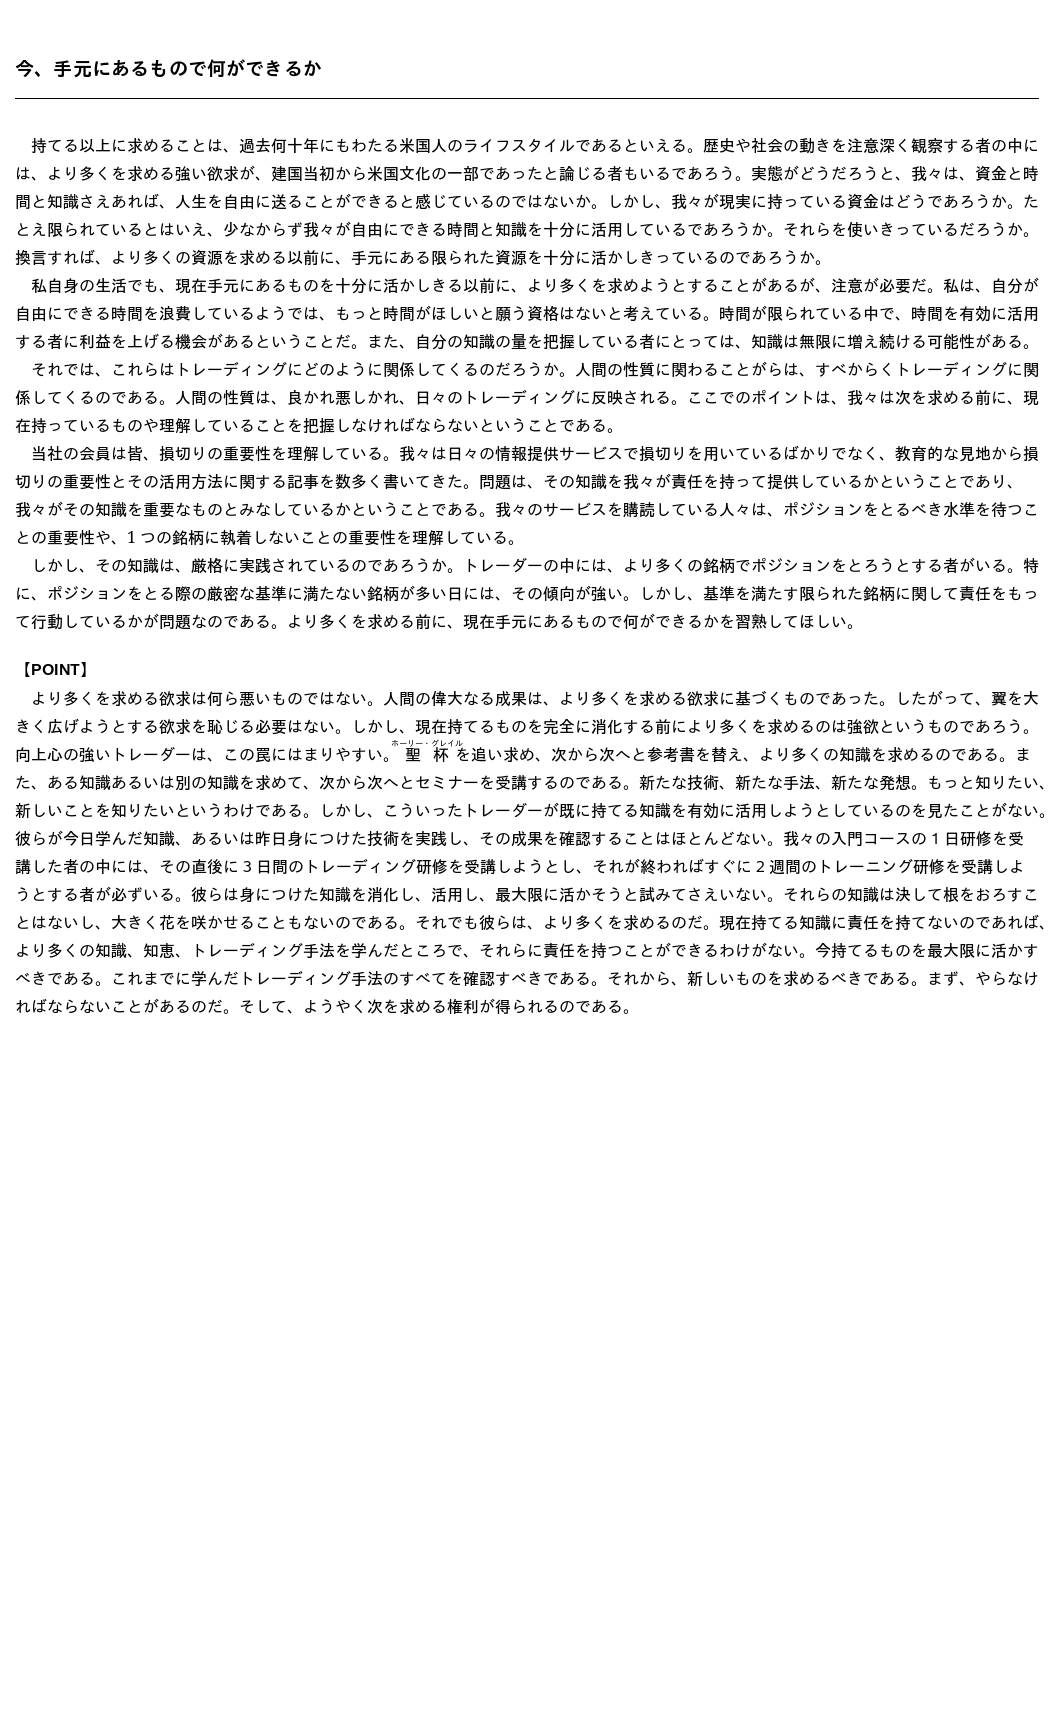 今、手元にあるもので何ができるか
　持てる以上に求めることは、過去何十年にもわたる米国人のライフスタイルであるといえる。歴史や社会の動きを注意深く観察する者の中に
は、より多くを求める強い欲求が、建国当初から米国文化の一部であったと論じる者もいるであろう。実態がどうだろうと、我々は、資金と時
間と知識さえあれば、人生を自由に送ることができると感じているのではないか。しかし、我々が現実に持っている資金はどうであろうか。た
とえ限られているとはいえ、少なからず我々が自由にできる時間と知識を十分に活用しているであろうか。それらを使いきっているだろうか。
換言すれば、より多くの資源を求める以前に、手元にある限られた資源を十分に活かしきっているのであろうか。
　私自身の生活でも、現在手元にあるものを十分に活かしきる以前に、より多くを求めようとすることがあるが、注意が必要だ。私は、自分が
自由にできる時間を浪費しているようでは、もっと時間がほしいと願う資格はないと考えている。時間が限られている中で、時間を有効に活用
する者に利益を上げる機会があるということだ。また、自分の知識の量を把握している者にとっては、知識は無限に増え続ける可能性がある。
　それでは、これらはトレーディングにどのように関係してくるのだろうか。人間の性質に関わることがらは、すべからくトレーディングに関
係してくるのである。人間の性質は、良かれ悪しかれ、日々のトレーディングに反映される。ここでのポイントは、我々は次を求める前に、現
在持っているものや理解していることを把握しなければならないということである。
　当社の会員は皆、損切りの重要性を理解している。我々は日々の情報提供サービスで損切りを用いているばかりでなく、教育的な見地から損
切りの重要性とその活用方法に関する記事を数多く書いてきた。問題は、その知識を我々が責任を持って提供しているかということであり、
我々がその知識を重要なものとみなしているかということである。我々のサービスを購読している人々は、ポジションをとるべき水準を待つこ
との重要性や、1 つの銘柄に執着しないことの重要性を理解している。
　しかし、その知識は、厳格に実践されているのであろうか。トレーダーの中には、より多くの銘柄でポジションをとろうとする者がいる。特
に、ポジションをとる際の厳密な基準に満たない銘柄が多い日には、その傾向が強い。しかし、基準を満たす限られた銘柄に関して責任をもっ
て行動しているかが問題なのである。より多くを求める前に、現在手元にあるもので何ができるかを習熟してほしい。
【POINT】
　より多くを求める欲求は何ら悪いものではない。人間の偉大なる成果は、より多くを求める欲求に基づくものであった。したがって、翼を大
きく広げようとする欲求を恥じる必要はない。しかし、現在持てるものを完全に消化する前により多くを求めるのは強欲というものであろう。
ホーリー・グレイル
向上心の強いトレーダーは、この罠にはまりやすい。聖杯を追い求め、次から次へと参考書を替え、より多くの知識を求めるのである。ま
た、ある知識あるいは別の知識を求めて、次から次へとセミナーを受講するのである。新たな技術、新たな手法、新たな発想。もっと知りたい、
新しいことを知りたいというわけである。しかし、こういったトレーダーが既に持てる知識を有効に活用しようとしているのを見たことがない。
彼らが今日学んだ知識、あるいは昨日身につけた技術を実践し、その成果を確認することはほとんどない。我々の入門コースの 1 日研修を受
講した者の中には、その直後に 3 日間のトレーディング研修を受講しようとし、それが終わればすぐに 2 週間のトレーニング研修を受講しよ
うとする者が必ずいる。彼らは身につけた知識を消化し、活用し、最大限に活かそうと試みてさえいない。それらの知識は決して根をおろすこ
とはないし、大きく花を咲かせることもないのである。それでも彼らは、より多くを求めるのだ。現在持てる知識に責任を持てないのであれば、
より多くの知識、知恵、トレーディング手法を学んだところで、それらに責任を持つことができるわけがない。今持てるものを最大限に活かす
べきである。これまでに学んだトレーディング手法のすべてを確認すべきである。それから、新しいものを求めるべきである。まず、やらなけ
ればならないことがあるのだ。そして、ようやく次を求める権利が得られるのである。